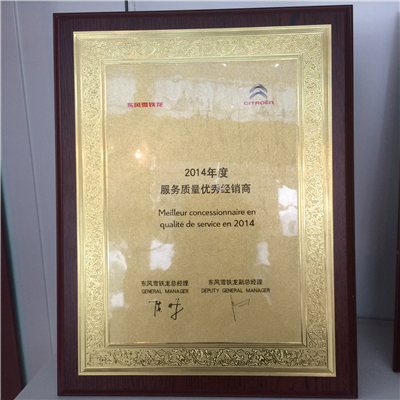 东风雪铁龙
CITROËN
2014年度
服务质量优秀经销商
Meilleur concessionnaire en
qualité de service en 2014
东风雪铁龙总经理
GENERAL MANAGER
东风雪铁龙副总经理
DEPUTY GENERAL MANAGER